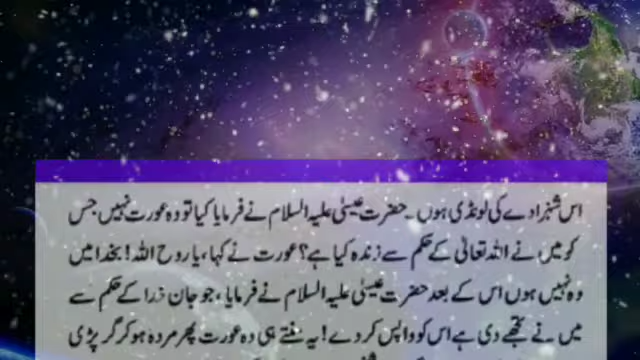 اس شہزادے کی لونڈی ہوں ۔ حضرت عیسیٰ علیہ السلام نے فرمایا کیا تو وہ عورت نہیں جس
کو میں نے اللہ تعالیٰ کے حکم سے زندہ کیا ہے؟ عورت نے کہا، یا روح اللہ! بخدا میں
وہ نہیں ہوں اس کے بعد حضرت عیسیٰ علیہ السلام نے فرمایا، جو جان خدا کے حکم سے
میں نے تجھے دی ہے اس کو واپس کر دے! یہ سنتے ہی وہ عورت پھر مردہ ہو کر گر پڑی